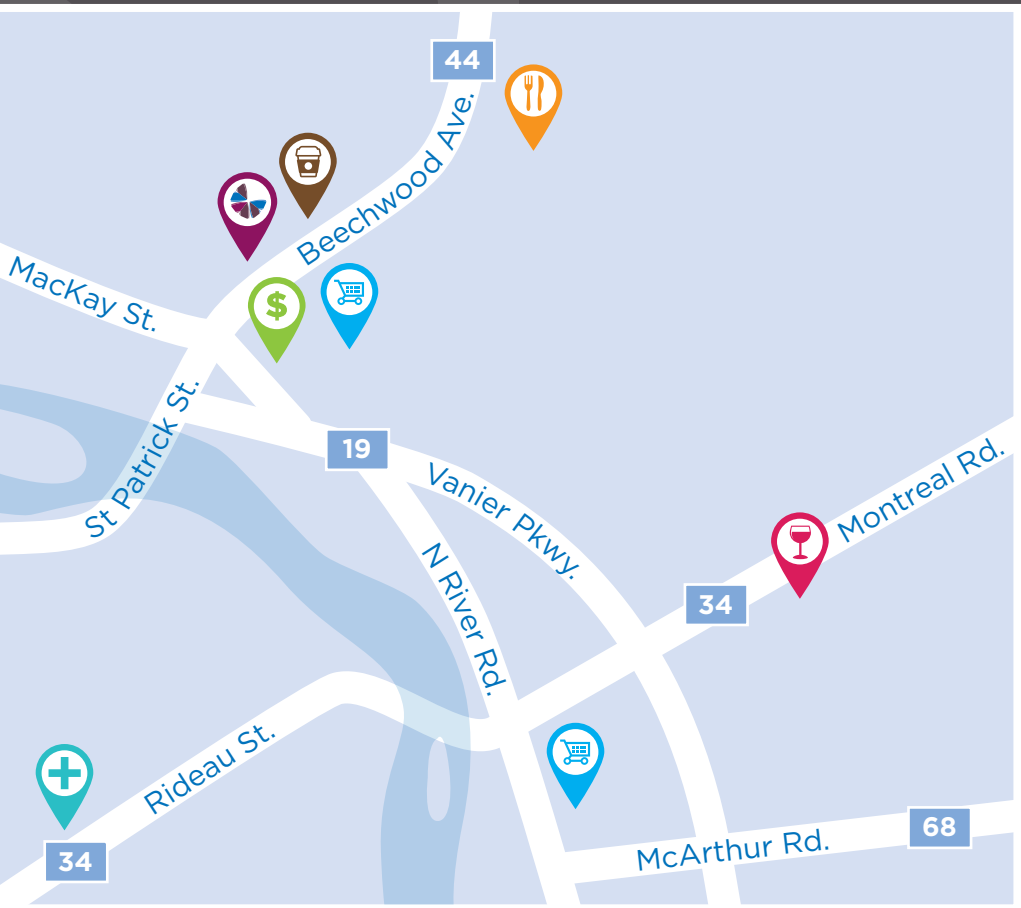 44
Beechwood Ave.
MacKay St.
$
St Patrick St.
19
Vanier Pkwy.
Montreal Rd.
N River Rd.
34
Rideau St.
34
68
McArthur Rd.